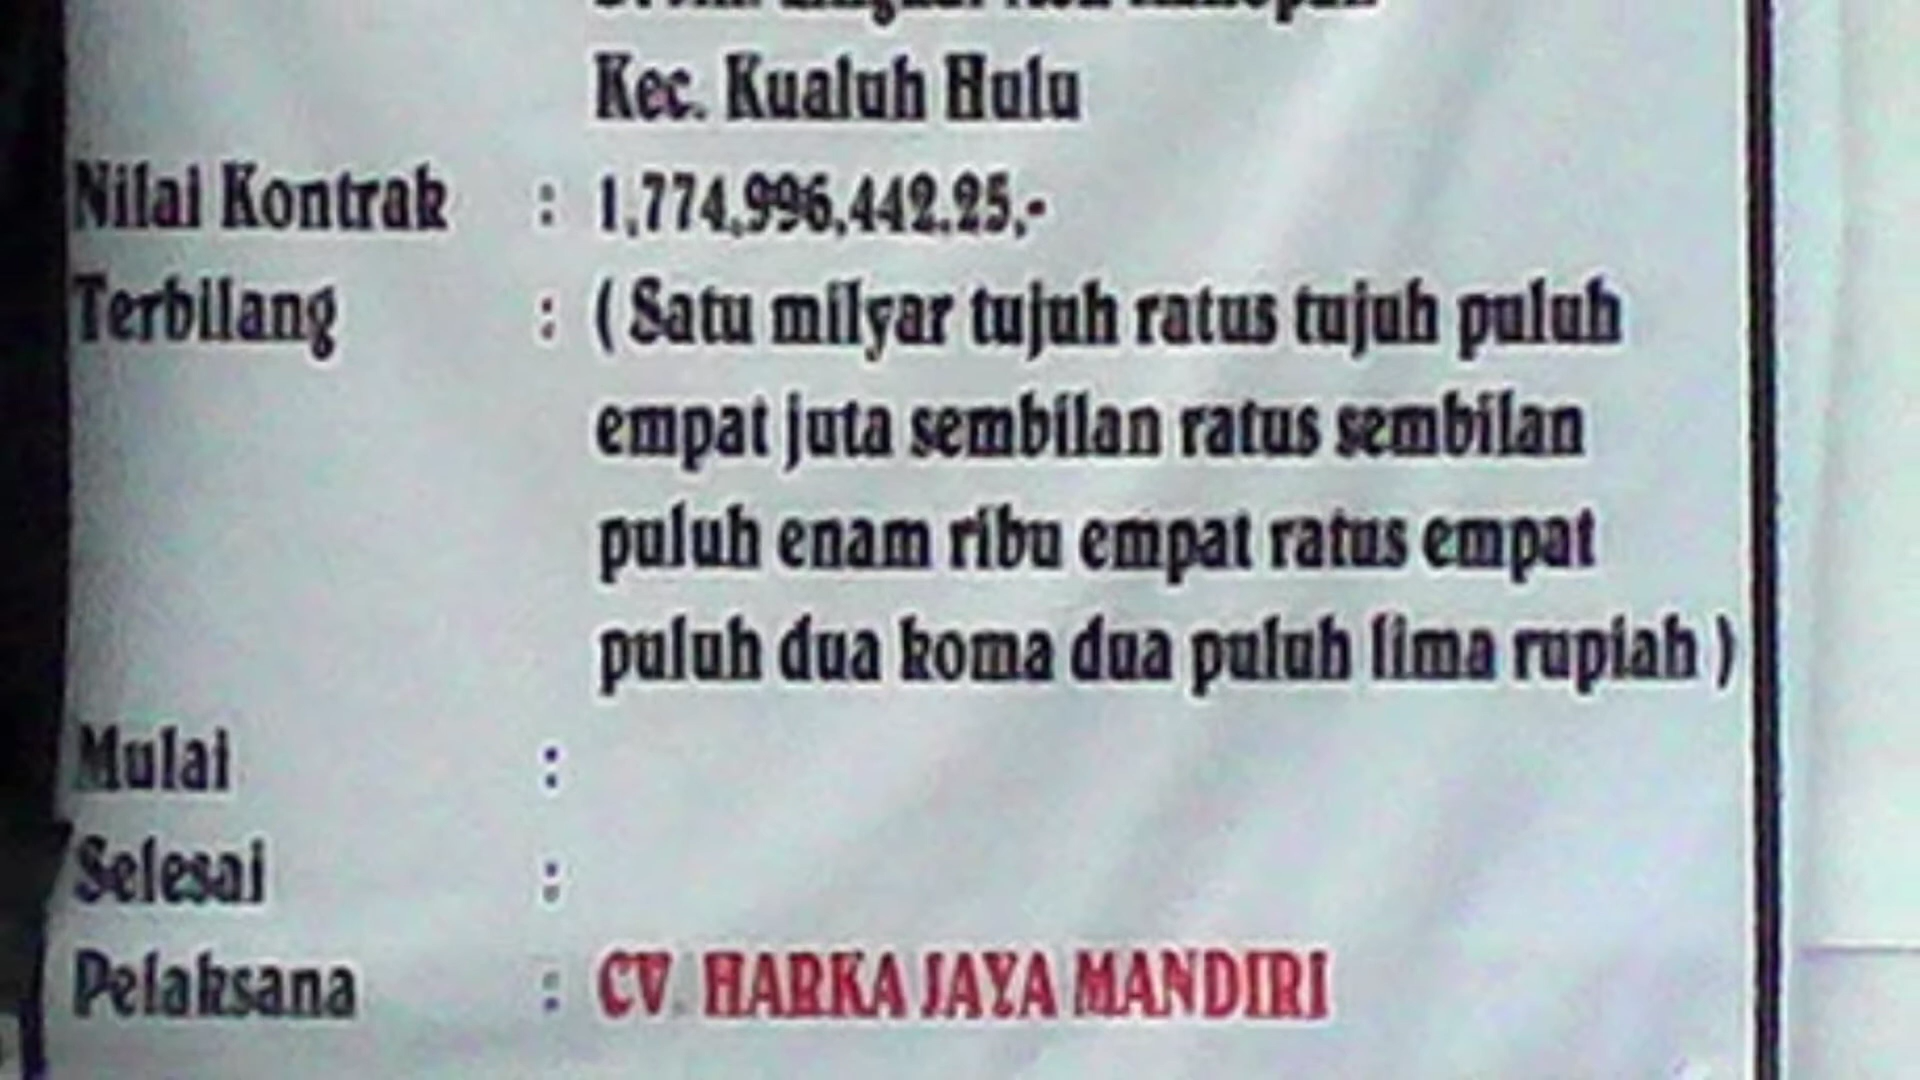 Kec. Kualuh Hulu
Nilai Kontrak : 1,774,996,442.25,-
Terbilang : ( Satu milyar tujuh ratus tujuh puluh
empat juta sembilan ratus sembilan
puluh enam ribu empat ratus empat
puluh dua koma dua puluh lima rupiah )
Mulai :
Selesai :
Pelaksana : CV. HARKA JAYA MANDIRI